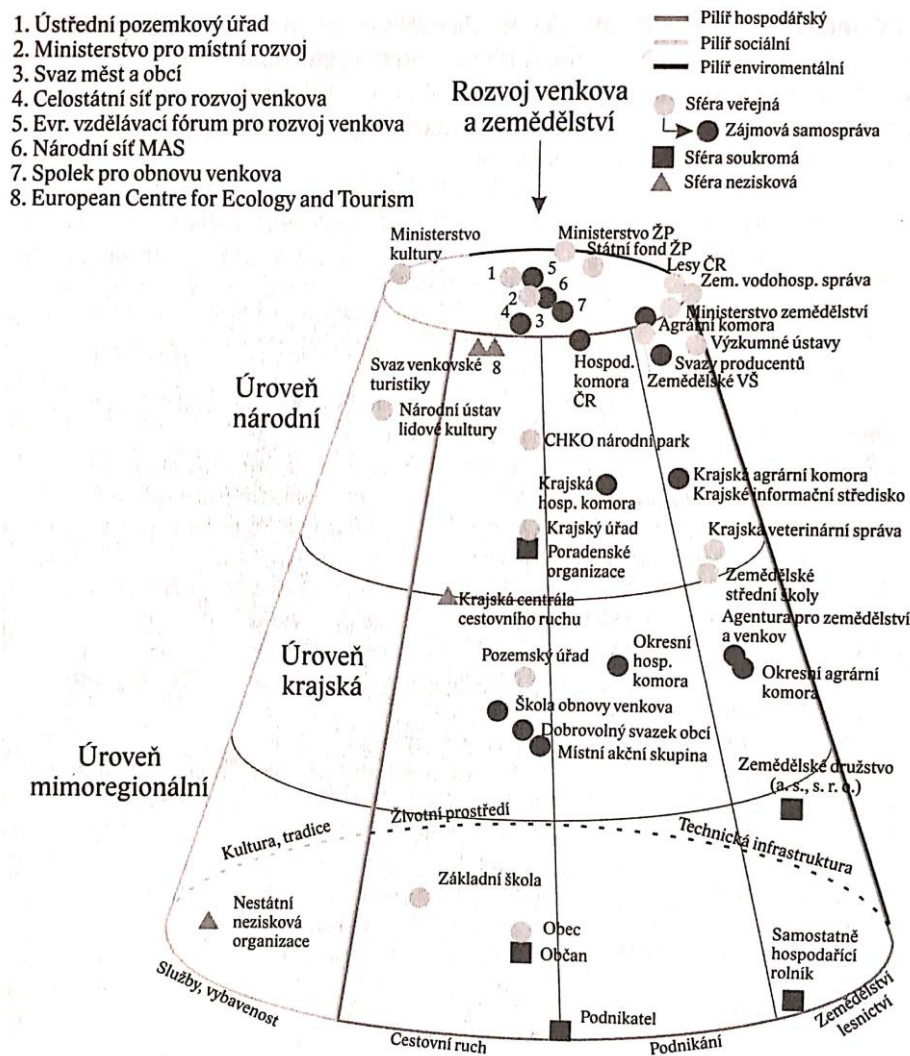 1. Ústřední pozemkový úřad
2. Ministerstvo pro místní rozvoj
3. Svaz měst a obcí
4. Celostátní síť pro rozvoj venkova
5. Evr. vzdělávací fórum pro rozvoj venkova
6. Národní síť MAS
7. Spolek pro obnovu venkova
8. European Centre for Ecology and Tourism
Pilíř hospodářský
Pilíř sociální
Pilíř enviromentální
Sféra veřejná
Zájmová samospráva
Sféra soukromá
Sféra nezisková
Rozvoj venkova
a zemědělství
Ministerstvo
kultury
Ministerstvo ŽP
Státní fond ŽP
Lesy ČR
Zem. vodohosp. správa
1
5
2
6
4
3
7
Ministerstvo zemědělství
Agrární komora
Výzkumné ústavy
Svazy producentů
Zemědělské VŠ
Svaz venkovské
turistiky
8
Hospod.
komora
ČR
Úroveň
národní
Národní ústav
lidové kultury
CHKO národní park
Krajská
hosp. komora
Krajská agrární komora
Krajské informační středisko
Krajský úřad
Poradenské
organizace
Krajská veterinární správa
Zemědělské
střední školy
Krajská centrála
cestovního ruchu
Agentura pro zemědělství
a venkov
Úroveň
krajská
Pozemský úřad
Okresní
hosp.
komora
Okresní agrární
komora
Škola obnovy venkova
Dobrovolný svazek obcí
Místní akční skupina
Úroveň
mimoregionální
Zemědělské družstvo
(a. s., s. r. o.)
Kultura, tradice
Životní prostředí
Technická infrastruktura
Základní škola
Nestátní
nezisková
organizace
Obec
Občan
Samostatně
hospodařící
rolník
Služby, vybavenost
Cestovní ruch
Podnikatel
Podnikání
Zemědělství
lesnictví